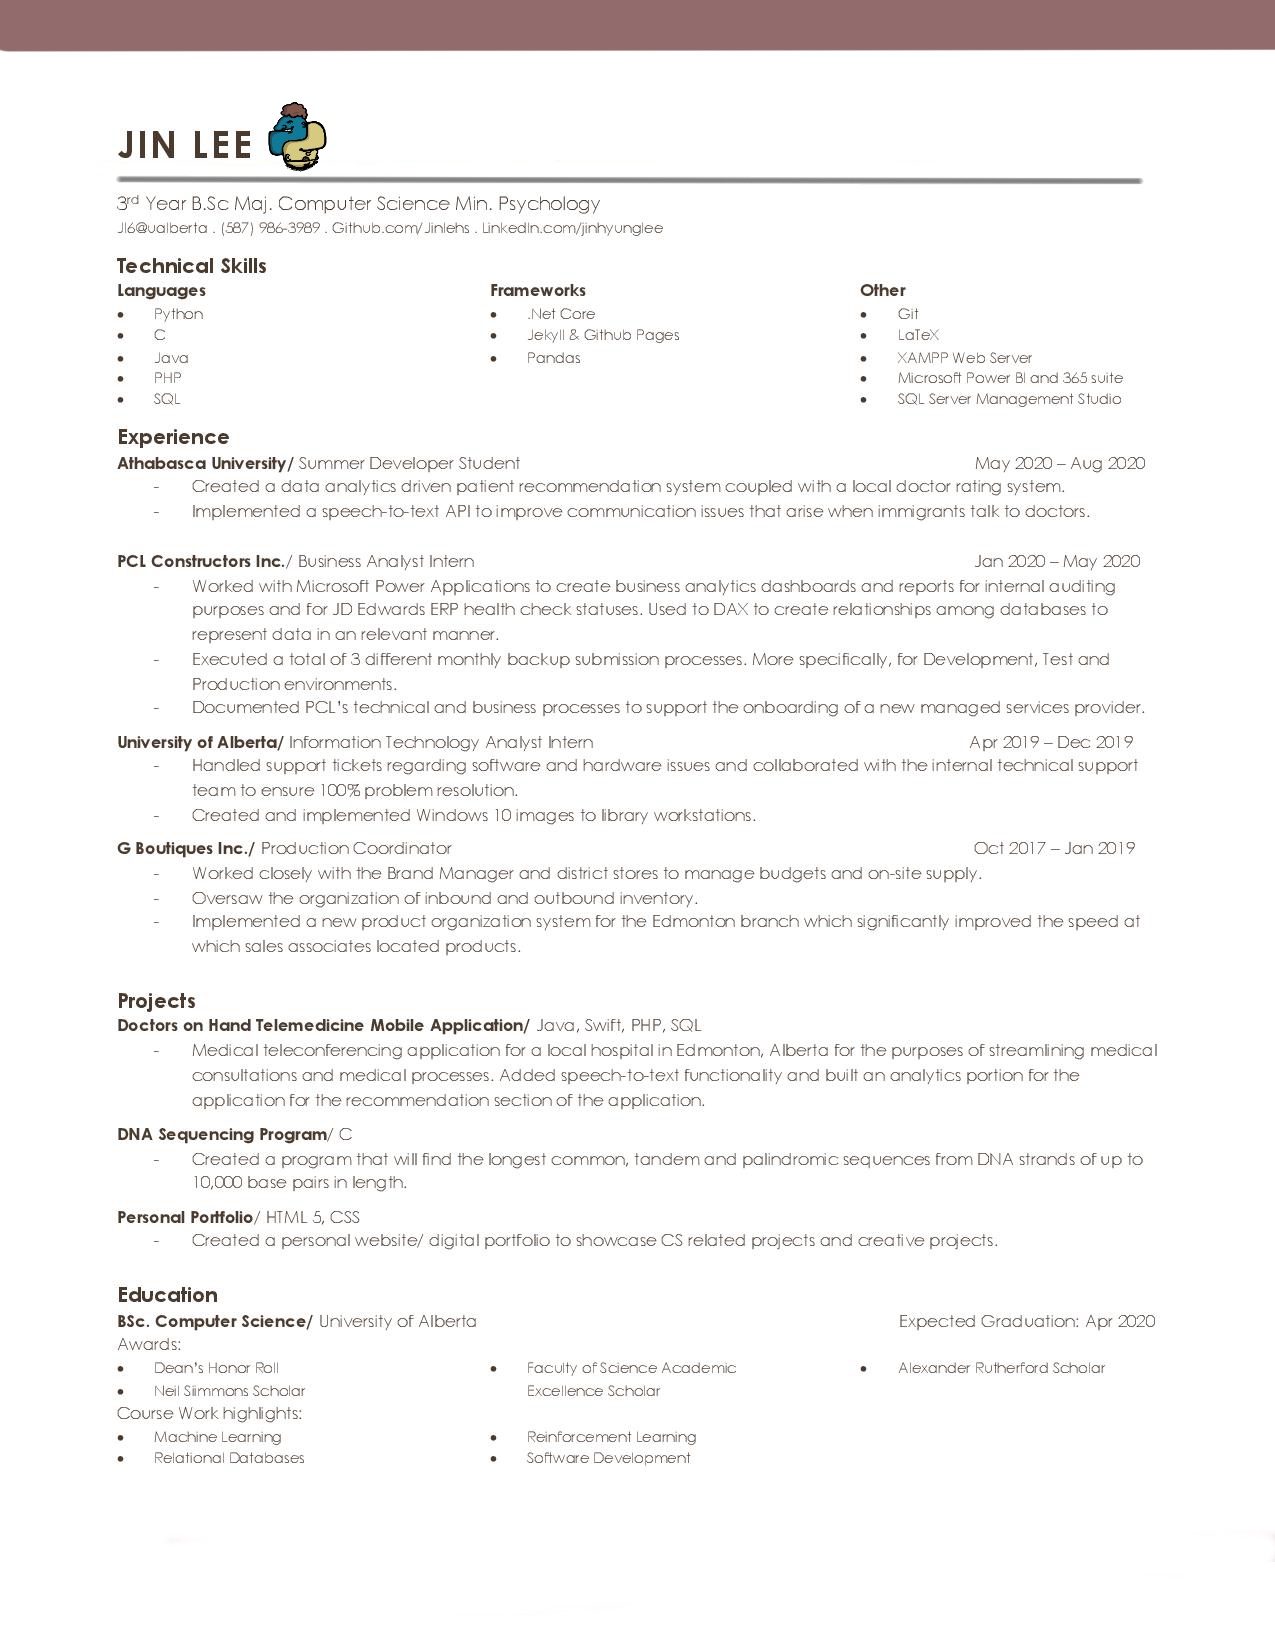 JIN LEE
3rd Year B.Sc Maj. Computer Science Min. Psychology
Jl6@ualberta . (587) 986-3989 . Github.com/Jinlehs . LinkedIn.com/jinhyunglee
Technical Skills
Languages
• Python
• C
• Java
• PHP
• SQL
Frameworks
• .Net Core
• Jekyll & Github Pages
• Pandas
Other
• Git
• LaTeX
• XAMPP Web Server
• Microsoft Power BI and 365 suite
• SQL Server Management Studio
Experience
Athabasca University/ Summer Developer Student May 2020 – Aug 2020
- Created a data analytics driven patient recommendation system coupled with a local doctor rating system.
- Implemented a speech-to-text API to improve communication issues that arise when immigrants talk to doctors.
PCL Constructors Inc./ Business Analyst Intern Jan 2020 – May 2020
- Worked with Microsoft Power Applications to create business analytics dashboards and reports for internal auditing
purposes and for JD Edwards ERP health check statuses. Used to DAX to create relationships among databases to
represent data in an relevant manner.
- Executed a total of 3 different monthly backup submission processes. More specifically, for Development, Test and
Production environments.
- Documented PCL's technical and business processes to support the onboarding of a new managed services provider.
University of Alberta/ Information Technology Analyst Intern Apr 2019 – Dec 2019
- Handled support tickets regarding software and hardware issues and collaborated with the internal technical support
team to ensure 100% problem resolution.
- Created and implemented Windows 10 images to library workstations.
G Boutiques Inc./ Production Coordinator Oct 2017 – Jan 2019
- Worked closely with the Brand Manager and district stores to manage budgets and on-site supply.
- Oversaw the organization of inbound and outbound inventory.
- Implemented a new product organization system for the Edmonton branch which significantly improved the speed at
which sales associates located products.
Projects
Doctors on Hand Telemedicine Mobile Application/ Java, Swift, PHP, SQL
- Medical teleconferencing application for a local hospital in Edmonton, Alberta for the purposes of streamlining medical
consultations and medical processes. Added speech-to-text functionality and built an analytics portion for the
application for the recommendation section of the application.
DNA Sequencing Program/ C
- Created a program that will find the longest common, tandem and palindromic sequences from DNA strands of up to
10,000 base pairs in length.
Personal Portfolio/ HTML 5, CSS
- Created a personal website/ digital portfolio to showcase CS related projects and creative projects.
Education
BSc. Computer Science/ University of Alberta Expected Graduation: Apr 2020
Awards:
• Dean's Honor Roll
• Neil Siimmons Scholar
• Faculty of Science Academic
Excellence Scholar
• Alexander Rutherford Scholar
Course Work highlights:
• Machine Learning
• Relational Databases
• Reinforcement Learning
• Software Development